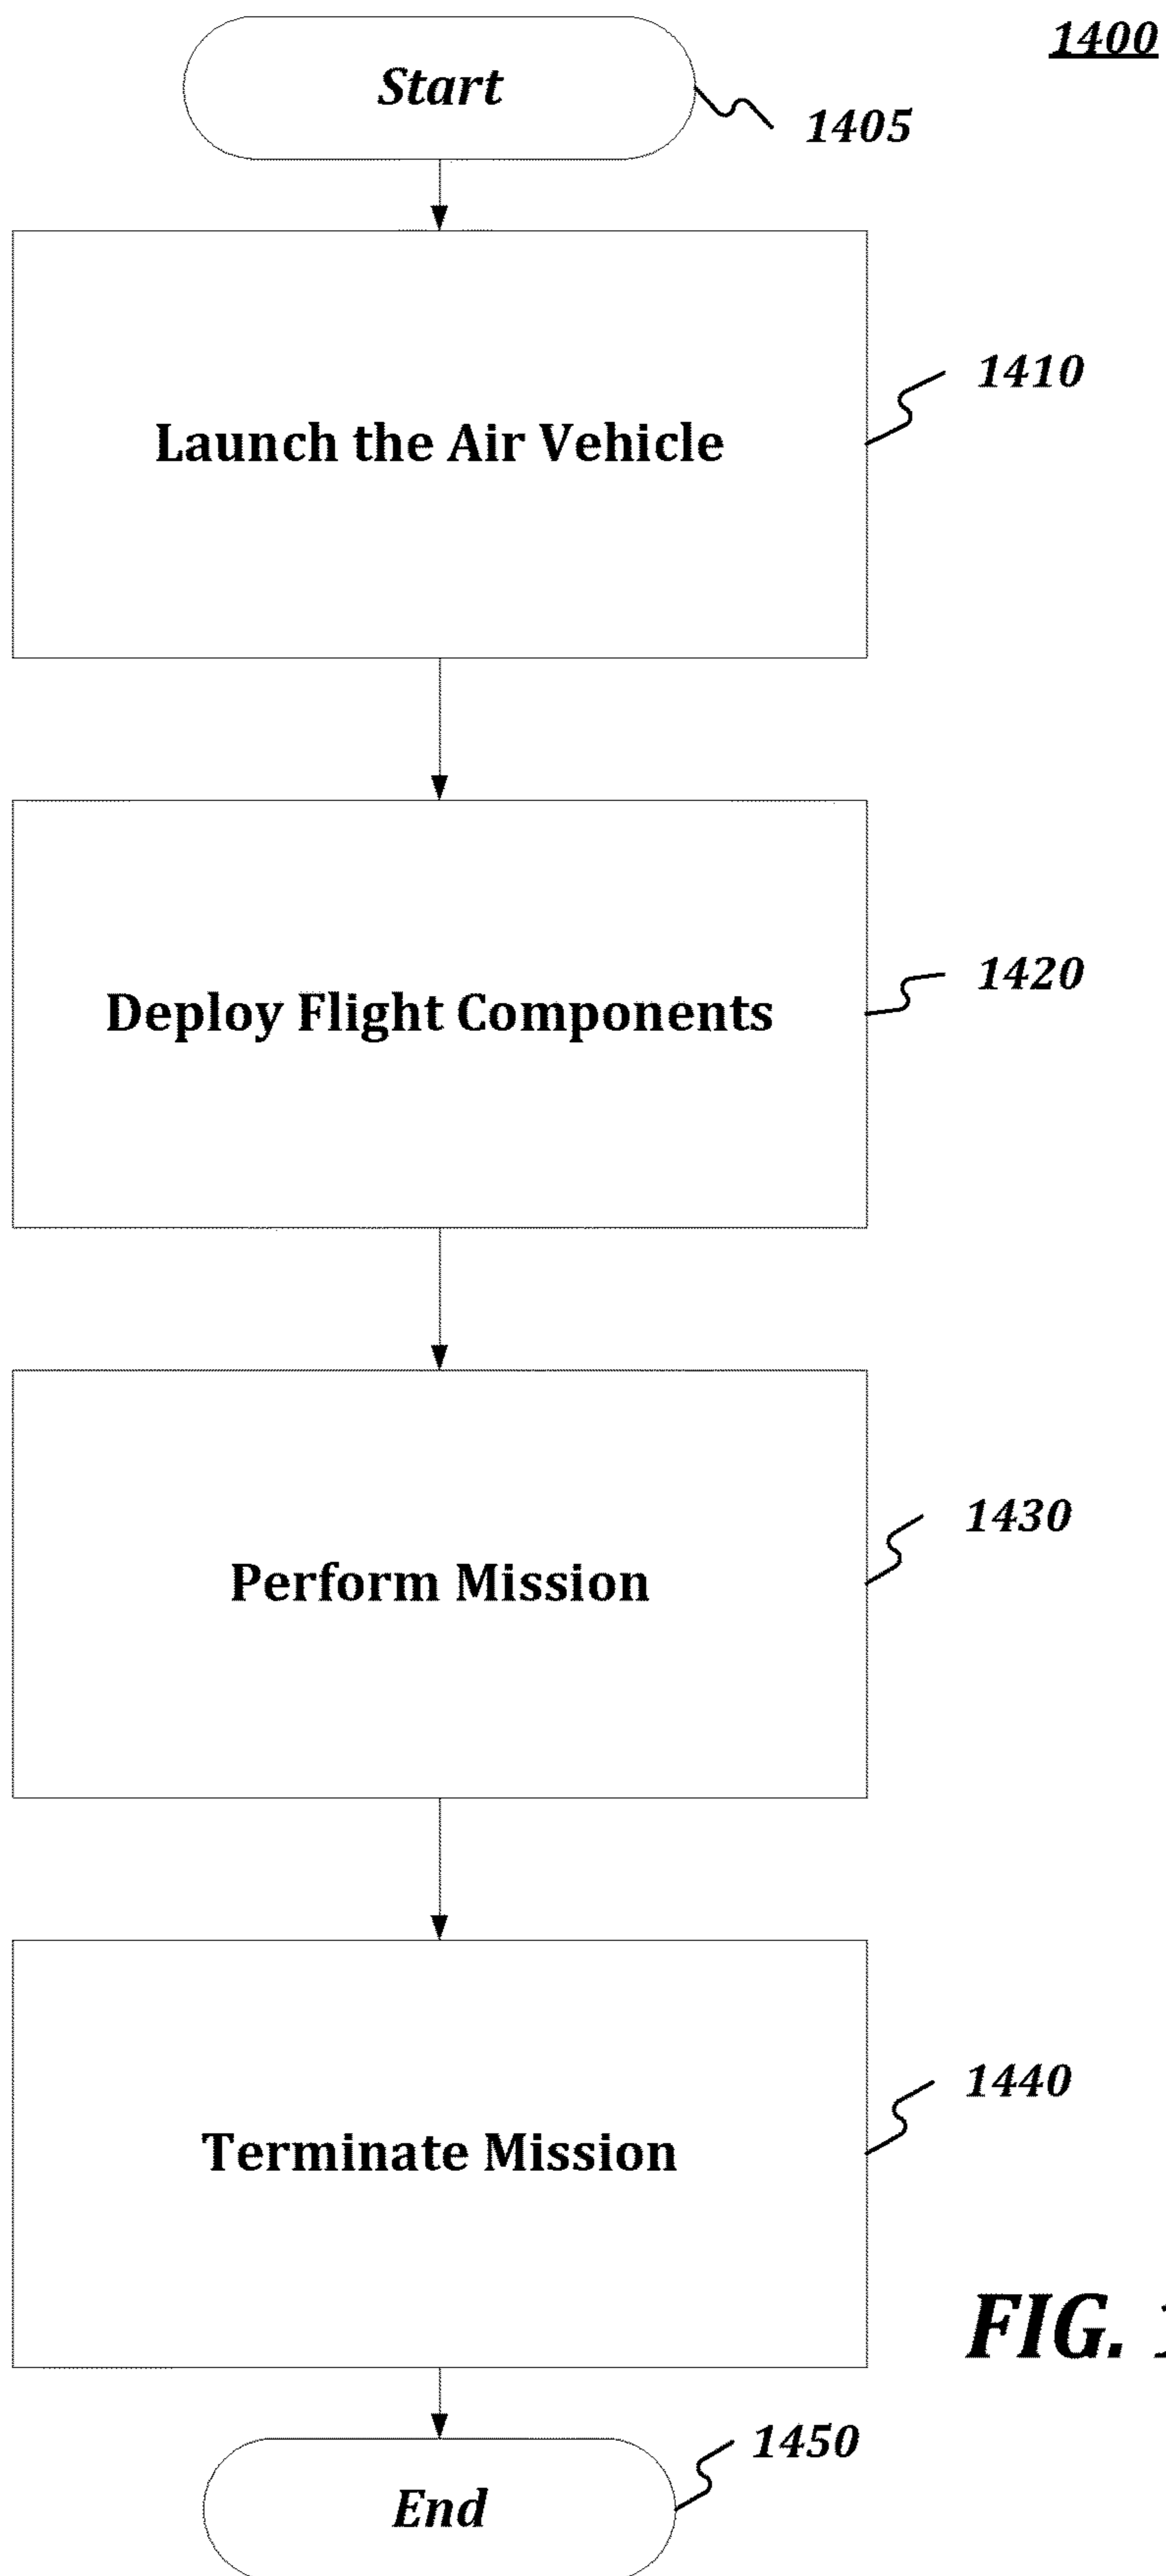 1400
Start
1405
Launch the Air Vehicle
1410
Deploy Flight Components
1420
Perform Mission
1430
Terminate Mission
1440
FIG.
End
1450